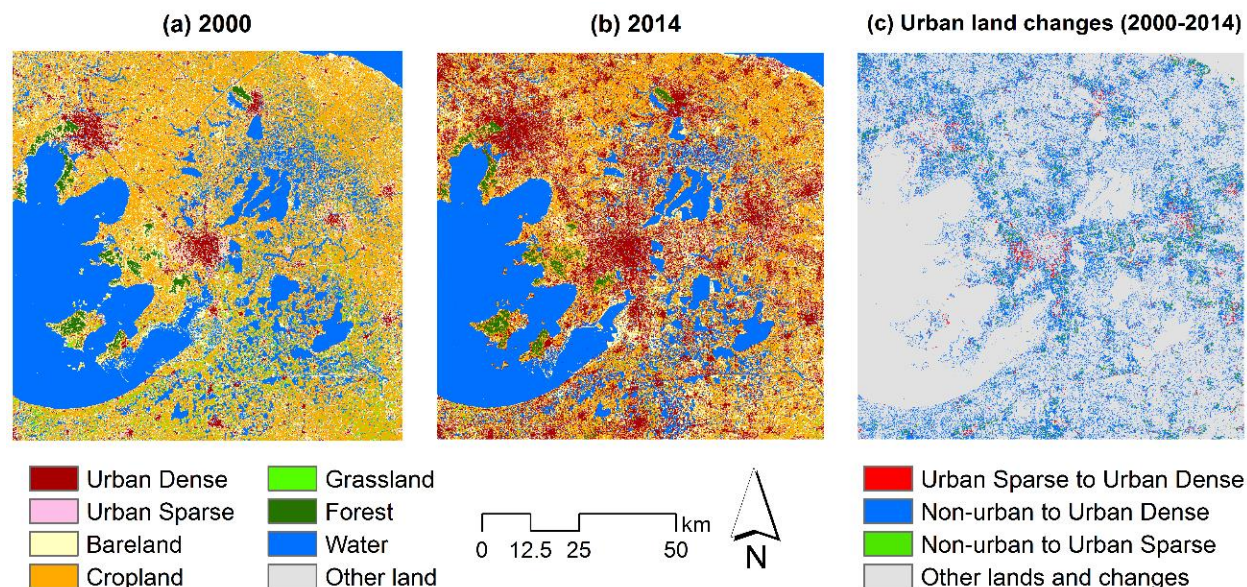 (a) 2000
(b) 2014
(c) Urban land changes (2000-2014)
Urban Dense
Urban Sparse
Bareland
Cropland
Grassland
Forest
Water
Other land
km
0 12.5 25 50
N
Urban Sparse to Urban Dense
Non-urban to Urban Dense
Non-urban to Urban Sparse
Other lands and changes